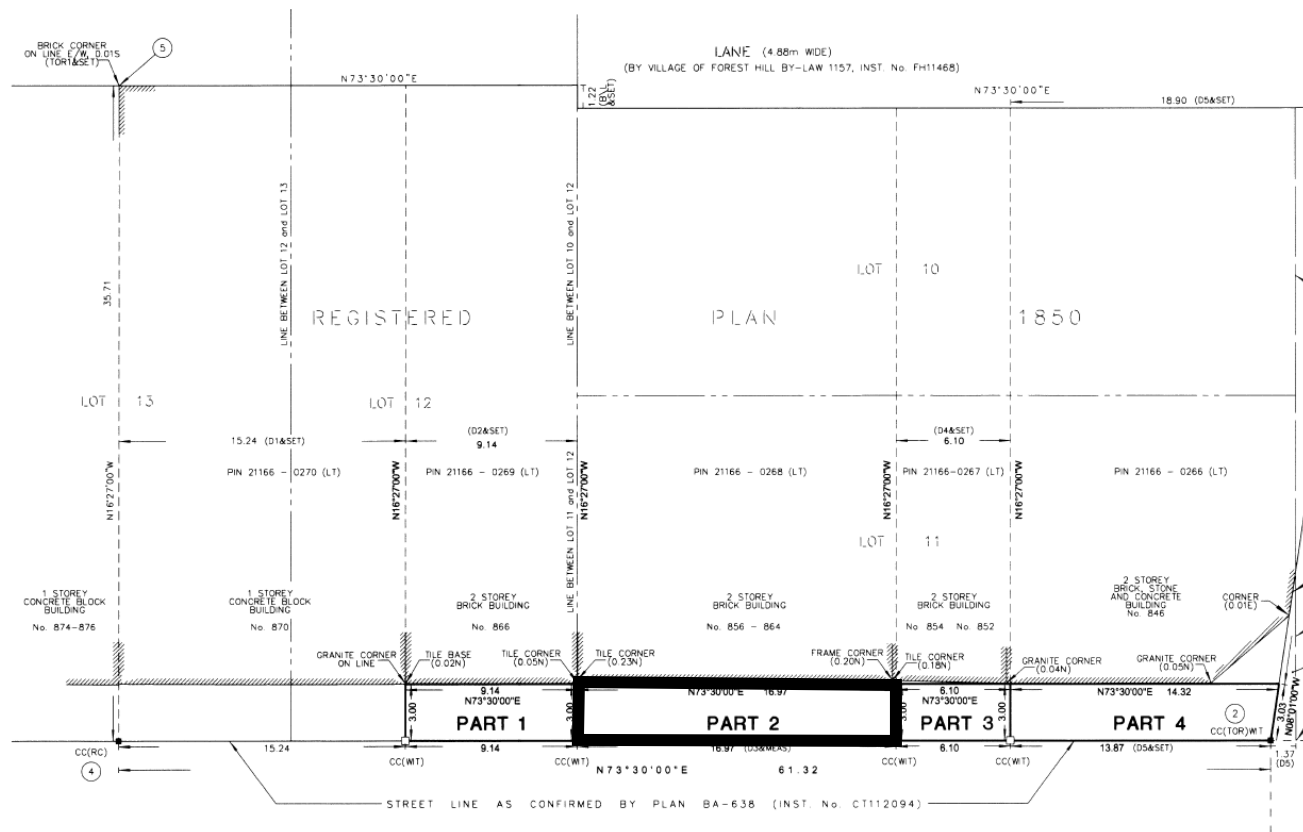 BRICK CORNER
ON LINE E/W, 0.01S
(TOR1&SET)
5
LANE (4.88m WIDE)
(BY VILLAGE OF FOREST HILL BY-LAW 1157, INST. No. FH11468)
N73°30'00"E
1.22
(B\L
&SET)
N73°30'00"E
18.90 (D5&SET)
LINE BETWEEN LOT 12 and LOT 13
LINE BETWEEN LOT 10 and LOT 12
35.71
LOT 10
REGISTERED PLAN 1850
LOT 13
LOT 12
15.24 (D1&SET)
(D2&SET)
9.14
(D4&SET)
6.10
PIN 21166 - 0270 (LT)
PIN 21166 - 0269 (LT)
PIN 21166 - 0268 (LT)
PIN 21166-0267 (LT)
PIN 21166 - 0266 (LT)
N16°27'00"W
N16°27'00"W
LINE BETWEEN LOT 11 and LOT 12
N16°27'00"W
N16°27'00"W
N16°27'00"W
LOT 11
1 STOREY
CONCRETE BLOCK
BUILDING
No. 874-876
1 STOREY
CONCRETE BLOCK
BUILDING
No. 870
2 STOREY
BRICK BUILDING
No. 866
2 STOREY
BRICK BUILDING
No. 856 - 864
2 STOREY
BRICK BUILDING
No. 854 No. 852
2 STOREY
BRICK, STONE
AND CONCRETE
BUILDING
No. 846
CORNER
(0.01E)
GRANITE CORNER
ON LINE
TILE BASE
(0.02N)
TILE CORNER
(0.05N)
TILE CORNER
(0.23N)
FRAME CORNER
(0.20N)
TILE CORNER
(0.18N)
GRANITE CORNER
(0.04N)
GRANITE CORNER
(0.05N)
9.14
N73°30'00"E
N73°30'00"E 16.97
6.10
N73°30'00"E
N73°30'00"E 14.32
3.00
PART 1
3.00
PART 2
3.00
PART 3
3.00
PART 4
2
CC(TOR)WIT
3.03
N08°01'00"W
CC(RC)
4
15.24
CC(WIT)
9.14
CC(WIT)
16.97 (D3&MEAS)
CC(WIT)
6.10
CC(WIT)
13.87 (D5&SET)
1.37
(D5)
N73°30'00"E 61.32
STREET LINE AS CONFIRMED BY PLAN BA-638 (INST. No. CT112094)